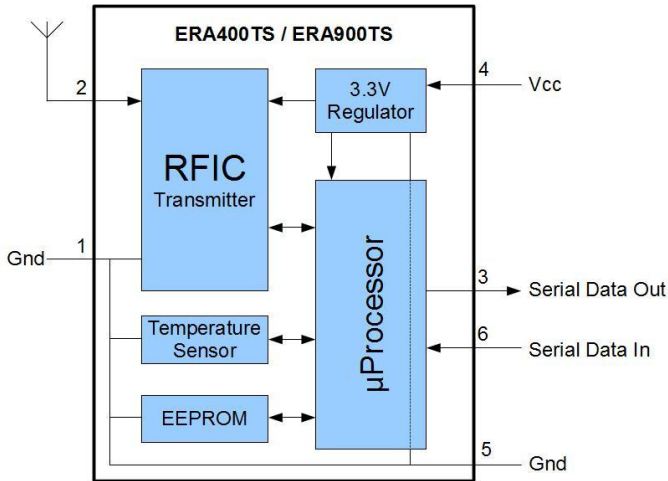 ERA400TS / ERA900TS
2
4
Vcc
3.3V
Regulator
RFIC
Transmitter
1
Gnd
3
Serial Data Out
Temperature
Sensor
µProcessor
6
Serial Data In
EEPROM
5
Gnd